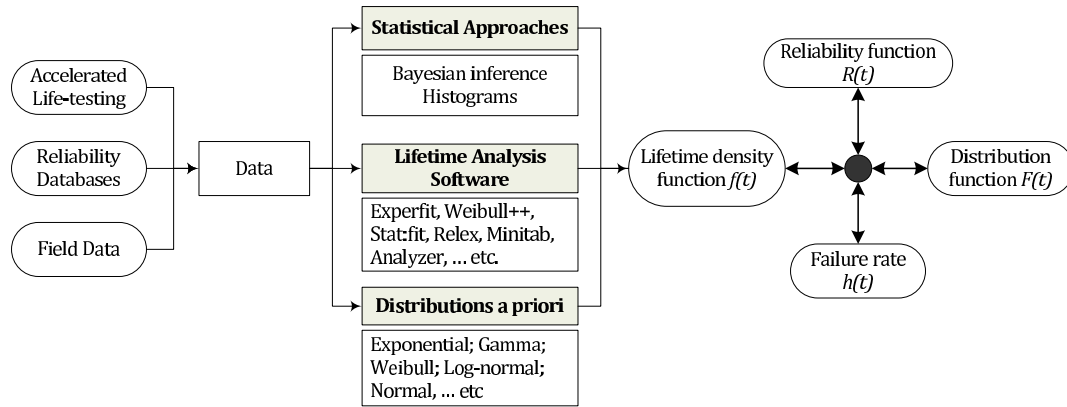 Accelerated
Life-testing
Reliability
Databases
Field Data
Data
Statistical Approaches
Bayesian inference
Histograms
Lifetime Analysis
Software
Experfit, Weibull++,
Stat::fit, Relex, Minitab,
Analyzer, ... etc.
Distributions a priori
Exponential; Gamma;
Weibull; Log-normal;
Normal, ... etc
Lifetime density
function f(t)
Reliability function
R(t)
Distribution
function F(t)
Failure rate
h(t)